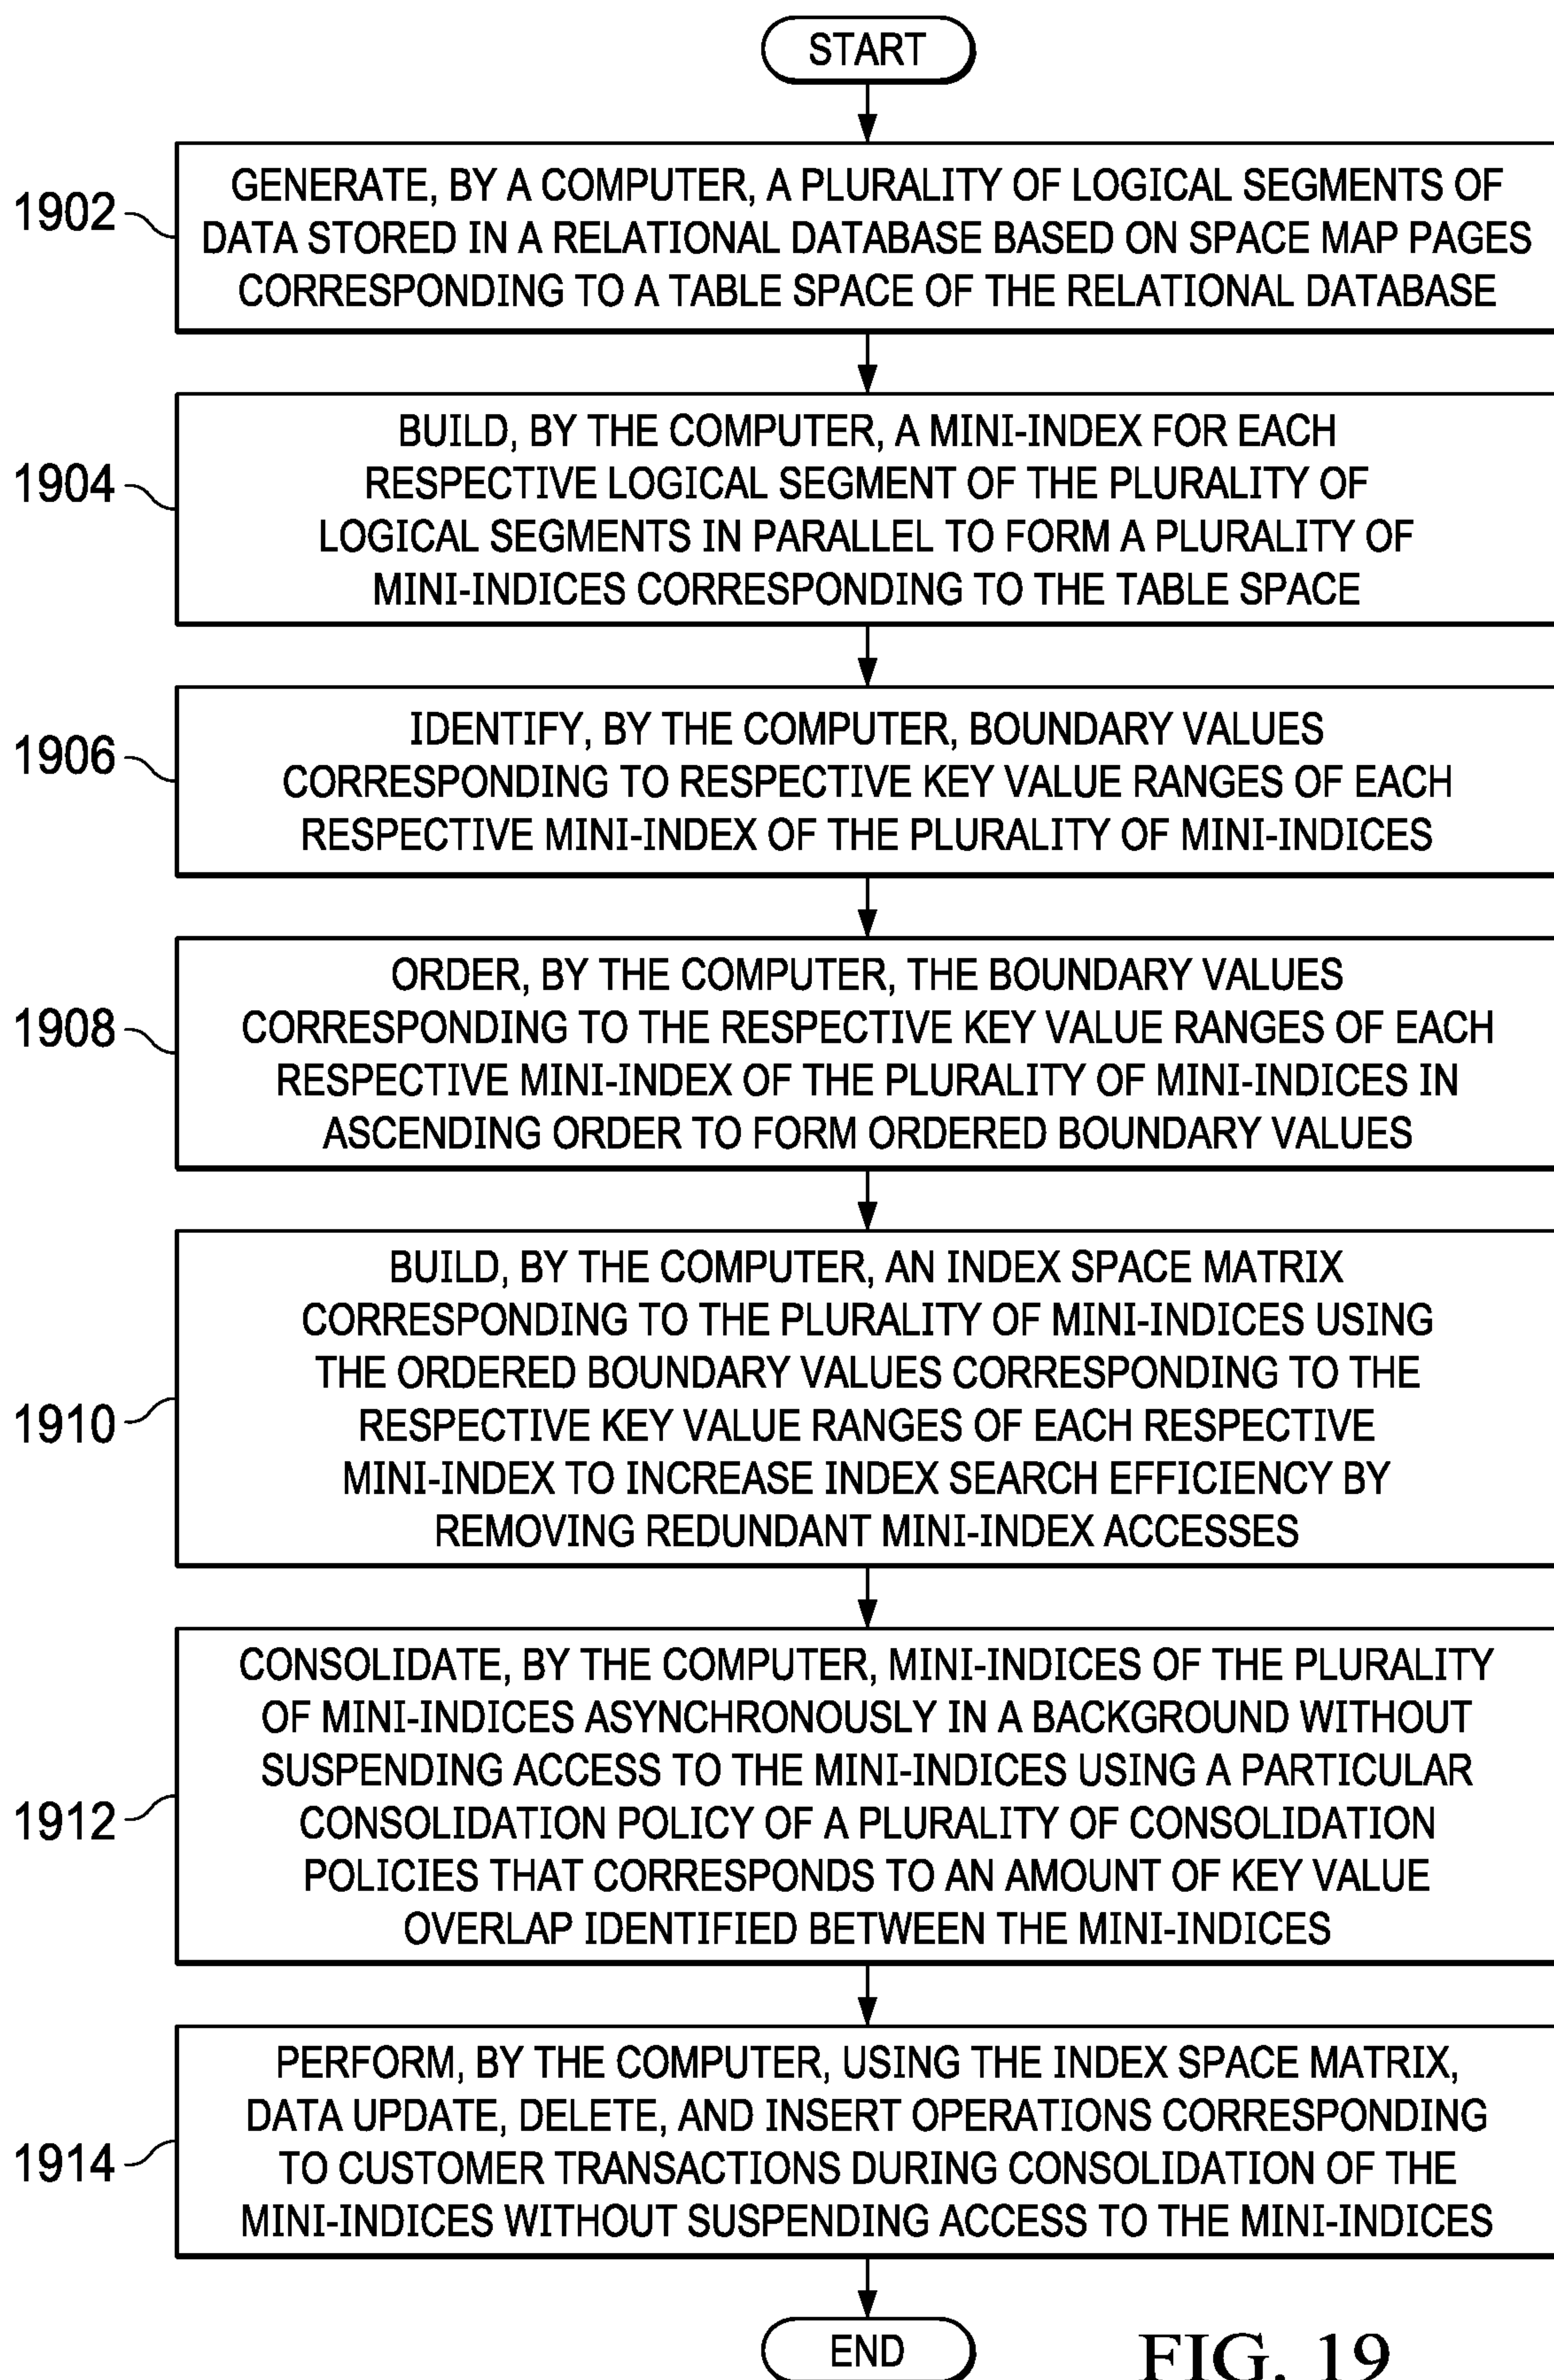 START
1902
GENERATE, BY A COMPUTER, A PLURALITY OF LOGICAL SEGMENTS OF
DATA STORED IN A RELATIONAL DATABASE BASED ON SPACE MAP PAGES
CORRESPONDING TO A TABLE SPACE OF THE RELATIONAL DATABASE
1904
BUILD, BY THE COMPUTER, A MINI-INDEX FOR EACH
RESPECTIVE LOGICAL SEGMENT OF THE PLURALITY OF
LOGICAL SEGMENTS IN PARALLEL TO FORM A PLURALITY OF
MINI-INDICES CORRESPONDING TO THE TABLE SPACE
1906
IDENTIFY, BY THE COMPUTER, BOUNDARY VALUES
CORRESPONDING TO RESPECTIVE KEY VALUE RANGES OF EACH
RESPECTIVE MINI-INDEX OF THE PLURALITY OF MINI-INDICES
1908
ORDER, BY THE COMPUTER, THE BOUNDARY VALUES
CORRESPONDING TO THE RESPECTIVE KEY VALUE RANGES OF EACH
RESPECTIVE MINI-INDEX OF THE PLURALITY OF MINI-INDICES IN
ASCENDING ORDER TO FORM ORDERED BOUNDARY VALUES
1910
BUILD, BY THE COMPUTER, AN INDEX SPACE MATRIX
CORRESPONDING TO THE PLURALITY OF MINI-INDICES USING
THE ORDERED BOUNDARY VALUES CORRESPONDING TO THE
RESPECTIVE KEY VALUE RANGES OF EACH RESPECTIVE
MINI-INDEX TO INCREASE INDEX SEARCH EFFICIENCY BY
REMOVING REDUNDANT MINI-INDEX ACCESSES
1912
CONSOLIDATE, BY THE COMPUTER, MINI-INDICES OF THE PLURALITY
OF MINI-INDICES ASYNCHRONOUSLY IN A BACKGROUND WITHOUT
SUSPENDING ACCESS TO THE MINI-INDICES USING A PARTICULAR
CONSOLIDATION POLICY OF A PLURALITY OF CONSOLIDATION
POLICIES THAT CORRESPONDS TO AN AMOUNT OF KEY VALUE
OVERLAP IDENTIFIED BETWEEN THE MINI-INDICES
1914
PERFORM, BY THE COMPUTER, USING THE INDEX SPACE MATRIX,
DATA UPDATE, DELETE, AND INSERT OPERATIONS CORRESPONDING
TO CUSTOMER TRANSACTIONS DURING CONSOLIDATION OF THE
MINI-INDICES WITHOUT SUSPENDING ACCESS TO THE MINI-INDICES
END
FIG. 19